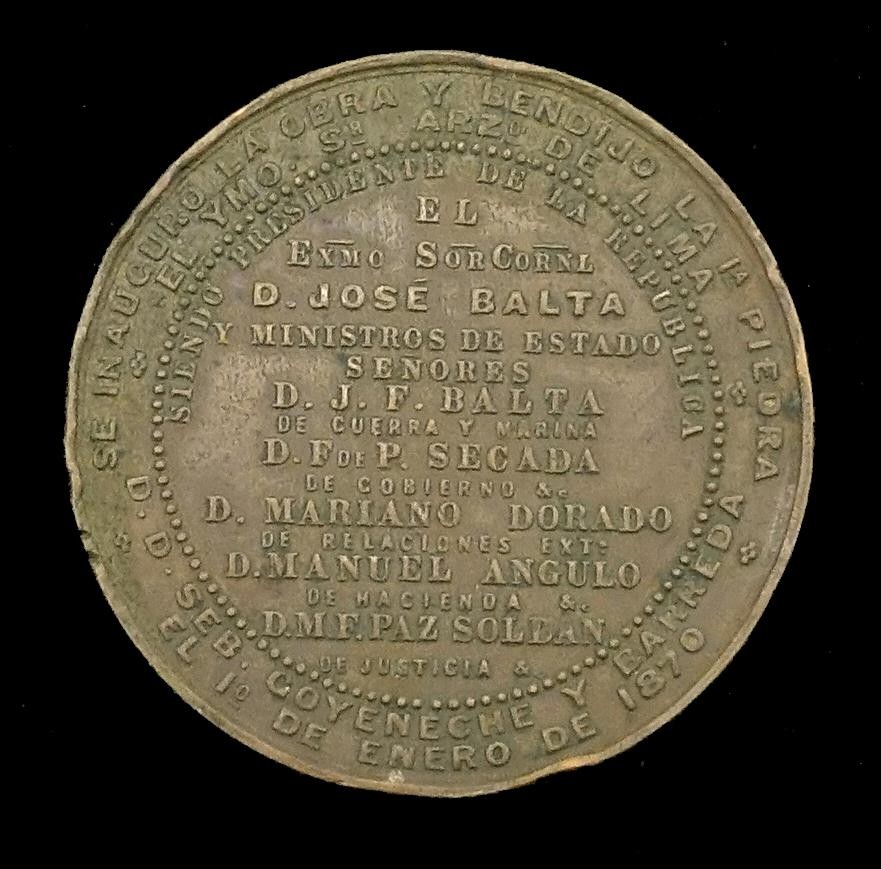 SE INAUGURO LA OBRA Y BENDIJO LA 1ª PIEDRA
EL YMO. Sʀ ARZº DE LIMA
D. D. SEB. GOYENECHE Y BARREDA
EL 1º DE ENERO DE 1870
SIENDO PRESIDENTE DE LA REPUBLICA
EL
EXMO SOR CORNL
D. JOSÉ BALTA
Y MINISTROS DE ESTADO
SEÑORES
D. J. F. BALTA
DE GUERRA Y MARINA
D. F DE P. SECADA
DE GOBIERNO &c
D. MARIANO DORADO
DE RELACIONES EXTS
D. MANUEL ANGULO
DE HACIENDA &c
D. M F. PAZ SOLDAN
DE JUSTICIA &